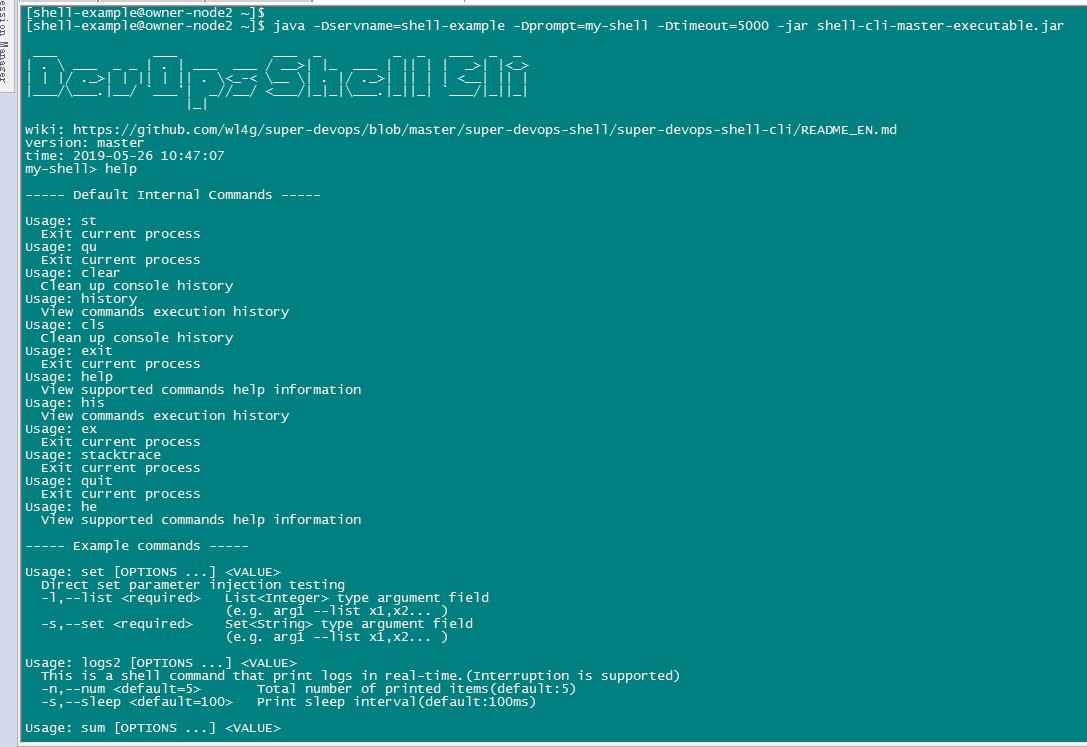 ession Manager
[shell-example@owner-node2 ~]$
[shell-example@owner-node2 ~]$ java -Dservname=shell-example -Dprompt=my-shell -Dtimeout=5000 -jar shell-cli-master-executable.jar
DevOpsShellCli
wiki: https://github.com/wl4g/super-devops/blob/master/super-devops-shell/super-devops-shell-cli/README_EN.md
version: master
time: 2019-05-26 10:47:07
my-shell> help
----- Default Internal Commands -----
Usage: st
Exit current process
Usage: qu
Exit current process
Usage: clear
Clean up console history
Usage: history
View commands execution history
Usage: cls
Clean up console history
Usage: exit
Exit current process
Usage: help
View supported commands help information
Usage: his
View commands execution history
Usage: ex
Exit current process
Usage: stacktrace
Exit current process
Usage: quit
Exit current process
Usage: he
View supported commands help information
----- Example commands -----
Usage: set [OPTIONS ...] <VALUE>
Direct set parameter injection testing
-l,--list <required>   List<Integer> type argument field
(e.g. arg1 --list x1,x2... )
-s,--set <required>    Set<String> type argument field
(e.g. arg1 --list x1,x2... )
Usage: logs2 [OPTIONS ...] <VALUE>
This is a shell command that print logs in real-time.(Interruption is supported)
-n,--num <default=5>       Total number of printed items(default:5)
-s,--sleep <default=100>   Print sleep interval(default:100ms)
Usage: sum [OPTIONS ...] <VALUE>